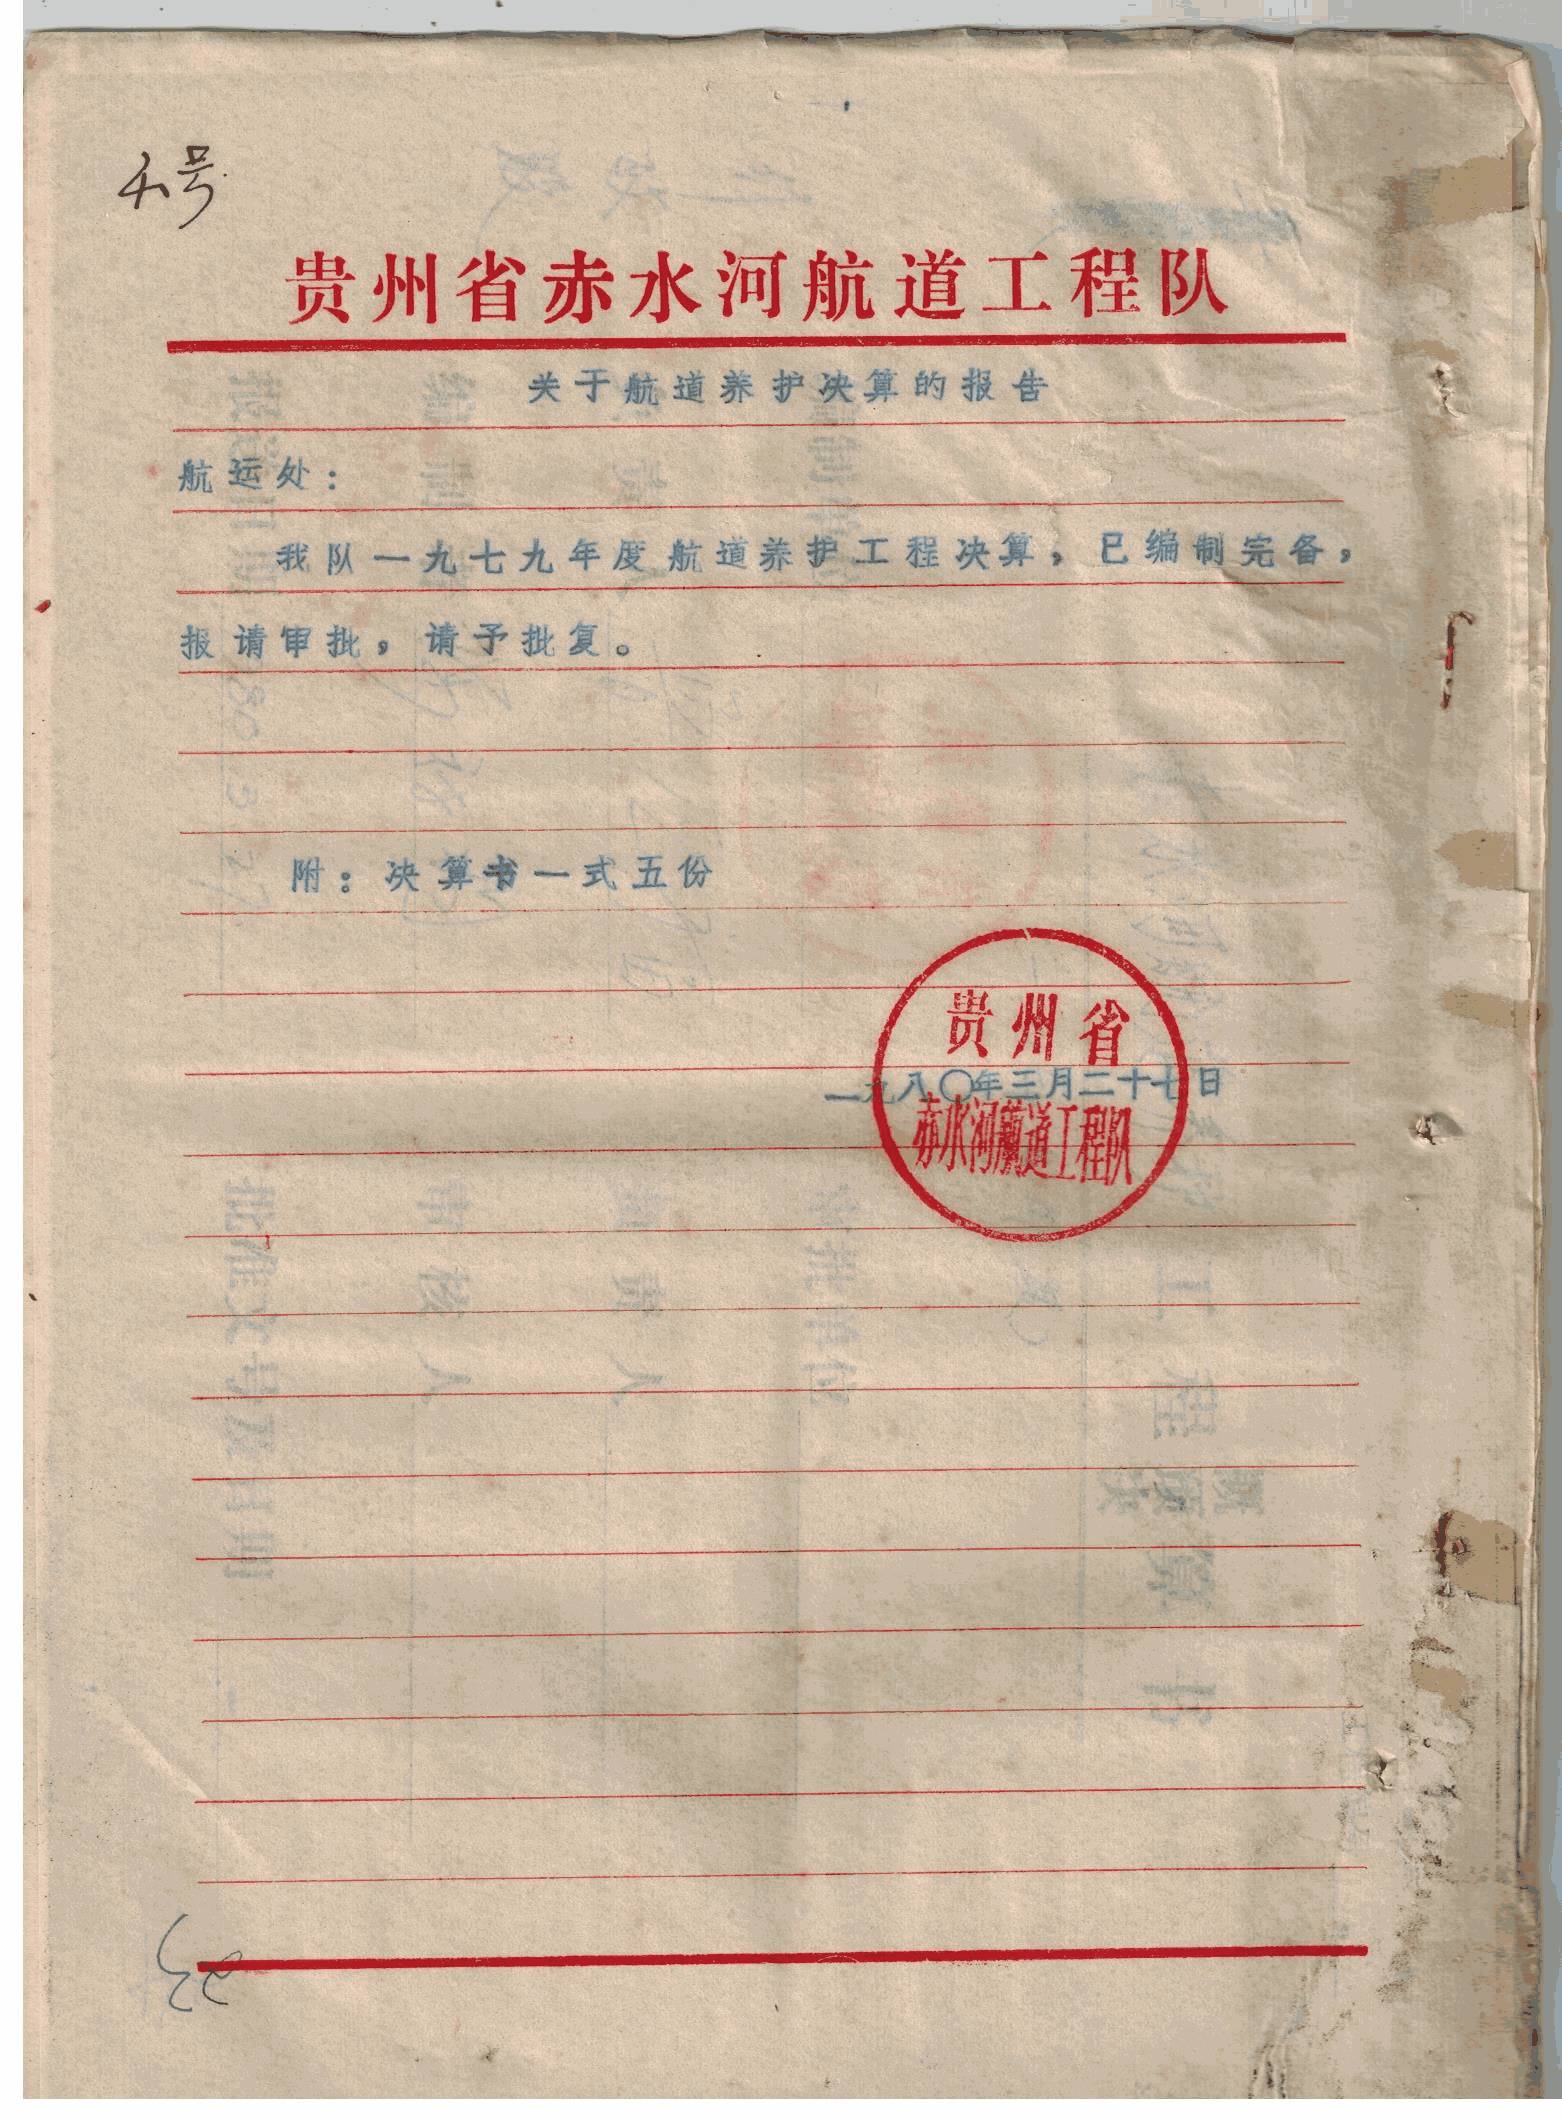 号
贵州省赤水河航道工程队
关于航道养护决算的报告
航运处：
我队一九七九年度航道养护工程决算，已编制完备，
报请审批，请予批复。
附：决算书一式五份
贵州省
一九八〇年三月二十七日
赤水河航道工程队